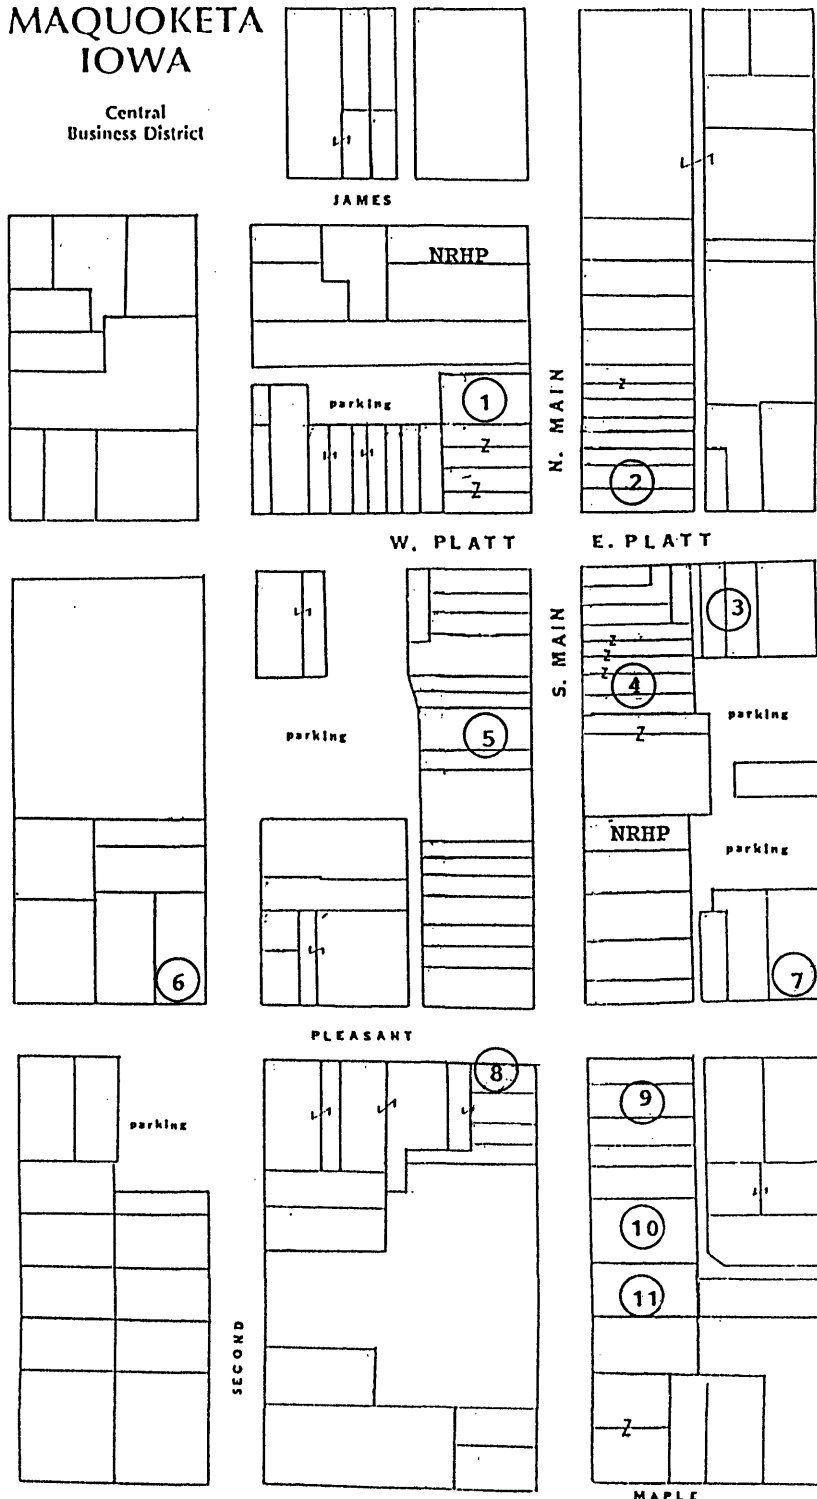 MAQUOKETA
IOWA
Central
Business District
JAMES
NRHP
parking
1
N. MAIN
Z
Z
Z
2
W. PLATT
E. PLATT
3
S. MAIN
Z
Z
Z
4
parking
5
parking
Z
NRHP
parking
6
7
PLEASANT
8
parking
9
10
11
SECOND
Z
MAPLE